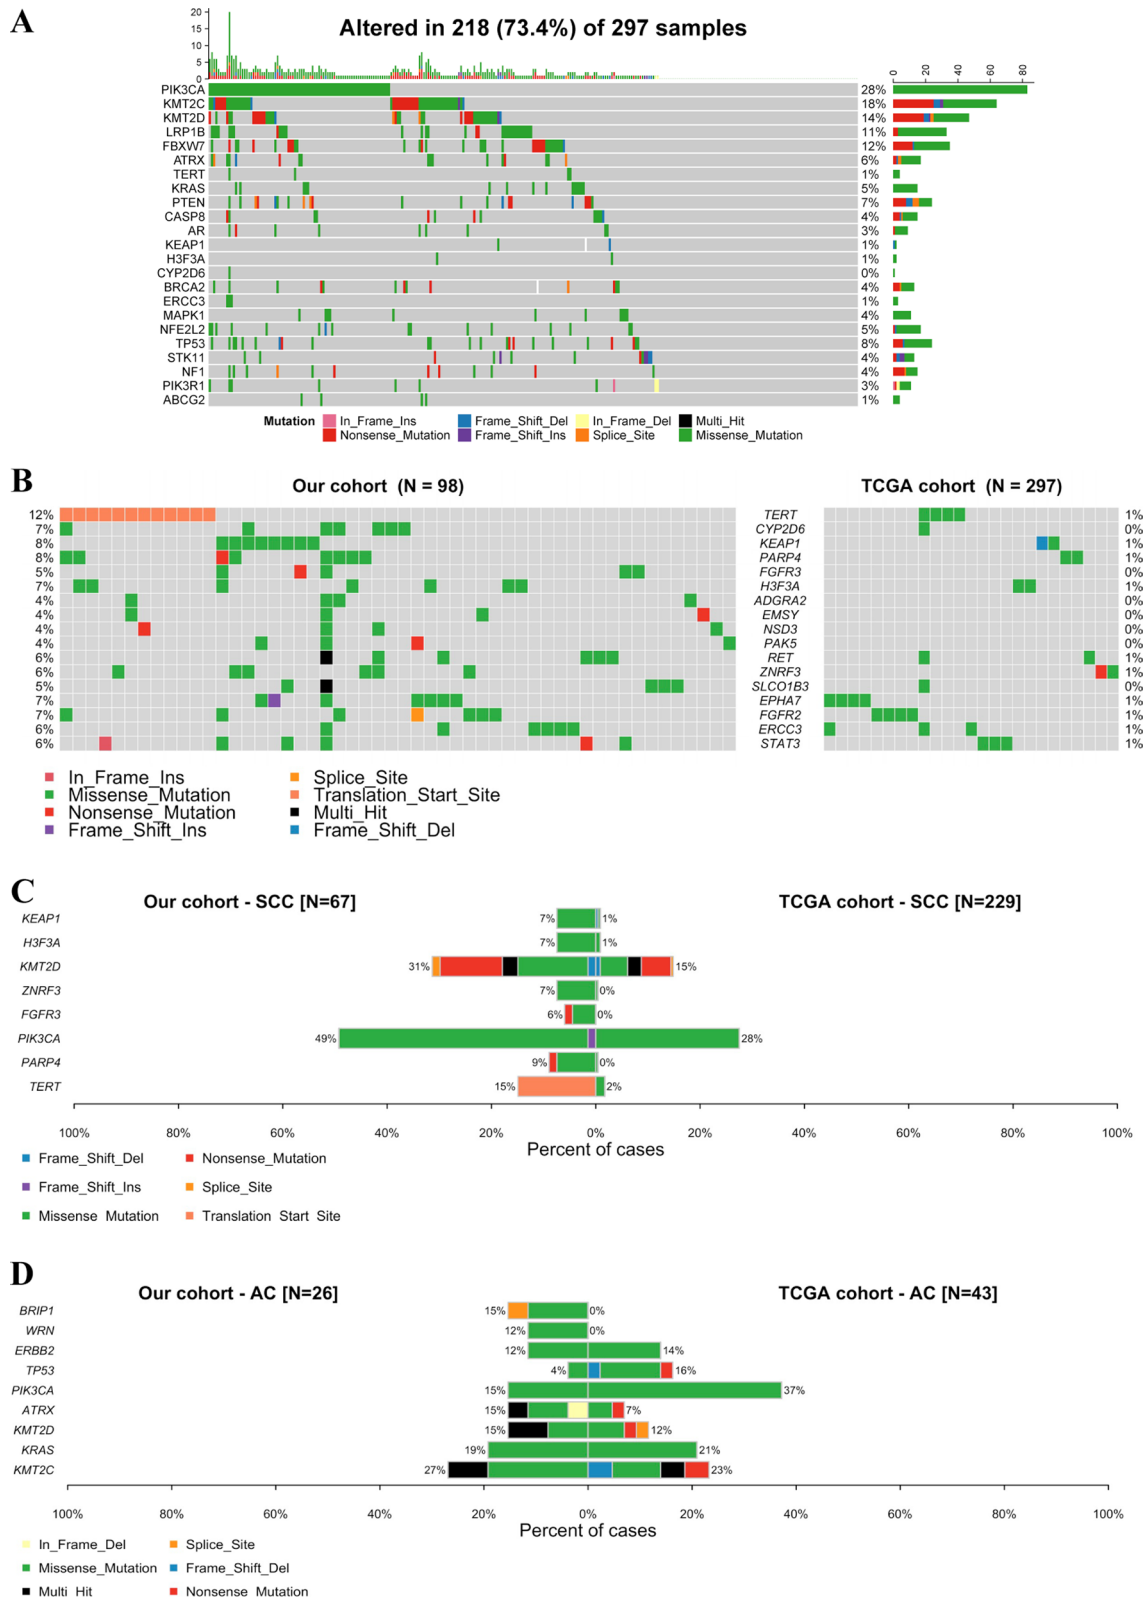 A
Altered in 218 (73.4%) of 297 samples
20
15
10
5
0
0 20 40 60 80
PIK3CA 28%
KMT2C 18%
KMT2D 14%
LRP1B 11%
FBXW7 12%
ATRX 6%
TERT 1%
KRAS 5%
PTEN 7%
CASP8 4%
AR 3%
KEAP1 1%
H3F3A 1%
CYP2D6 0%
BRCA2 4%
ERCC3 1%
MAPK1 4%
NFE2L2 5%
TP53 8%
STK11 4%
NF1 4%
PIK3R1 3%
ABCG2 1%
Mutation In_Frame_Ins Frame_Shift_Del In_Frame_Del Multi_Hit
Nonsense_Mutation Frame_Shift_Ins Splice_Site Missense_Mutation
B
Our cohort (N = 98) TCGA cohort (N = 297)
12% TERT 1%
7% CYP2D6 0%
8% KEAP1 1%
8% PARP4 1%
5% FGFR3 0%
7% H3F3A 1%
4% ADGRA2 0%
4% EMSY 0%
4% NSD3 0%
4% PAK5 0%
6% RET 1%
6% ZNRF3 1%
5% SLCO1B3 0%
7% EPHA7 1%
7% FGFR2 1%
6% ERCC3 1%
6% STAT3 1%
In_Frame_Ins Splice_Site
Missense_Mutation Translation_Start_Site
Nonsense_Mutation Multi_Hit
Frame_Shift_Ins Frame_Shift_Del
C
Our cohort - SCC [N=67] TCGA cohort - SCC [N=229]
KEAP1 7% 1%
H3F3A 7% 1%
KMT2D 31% 15%
ZNRF3 7% 0%
FGFR3 6% 0%
PIK3CA 49% 28%
PARP4 9% 0%
TERT 15% 2%
100% 80% 60% 40% 20% 0% 20% 40% 60% 80% 100%
Percent of cases
Frame_Shift_Del Nonsense_Mutation
Frame_Shift_Ins Splice_Site
Missense_Mutation Translation_Start_Site
D
Our cohort - AC [N=26] TCGA cohort - AC [N=43]
BRIP1 15% 0%
WRN 12% 0%
ERBB2 12% 14%
TP53 4% 16%
PIK3CA 15% 37%
ATRX 15% 7%
KMT2D 15% 12%
KRAS 19% 21%
KMT2C 27% 23%
100% 80% 60% 40% 20% 0% 20% 40% 60% 80% 100%
Percent of cases
In_Frame_Del Splice_Site
Missense_Mutation Frame_Shift_Del
Multi_Hit Nonsense_Mutation